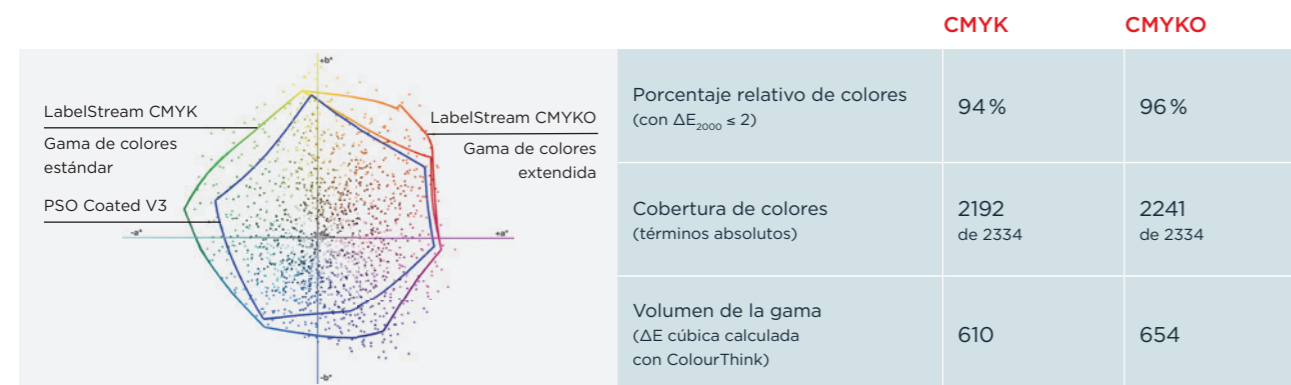 CMYK CMYKO
+b*
LabelStream CMYK
Gama de colores
estándar
PSO Coated V3
LabelStream CMYKO
Gama de colores
extendida
-a*
+a*
-b*
Porcentaje relativo de colores
(con ΔE2000 ≤ 2)
94 %
96 %
Cobertura de colores
(términos absolutos)
2192
de 2334
2241
de 2334
Volumen de la gama
(ΔE cúbica calculada
con ColourThink)
610
654